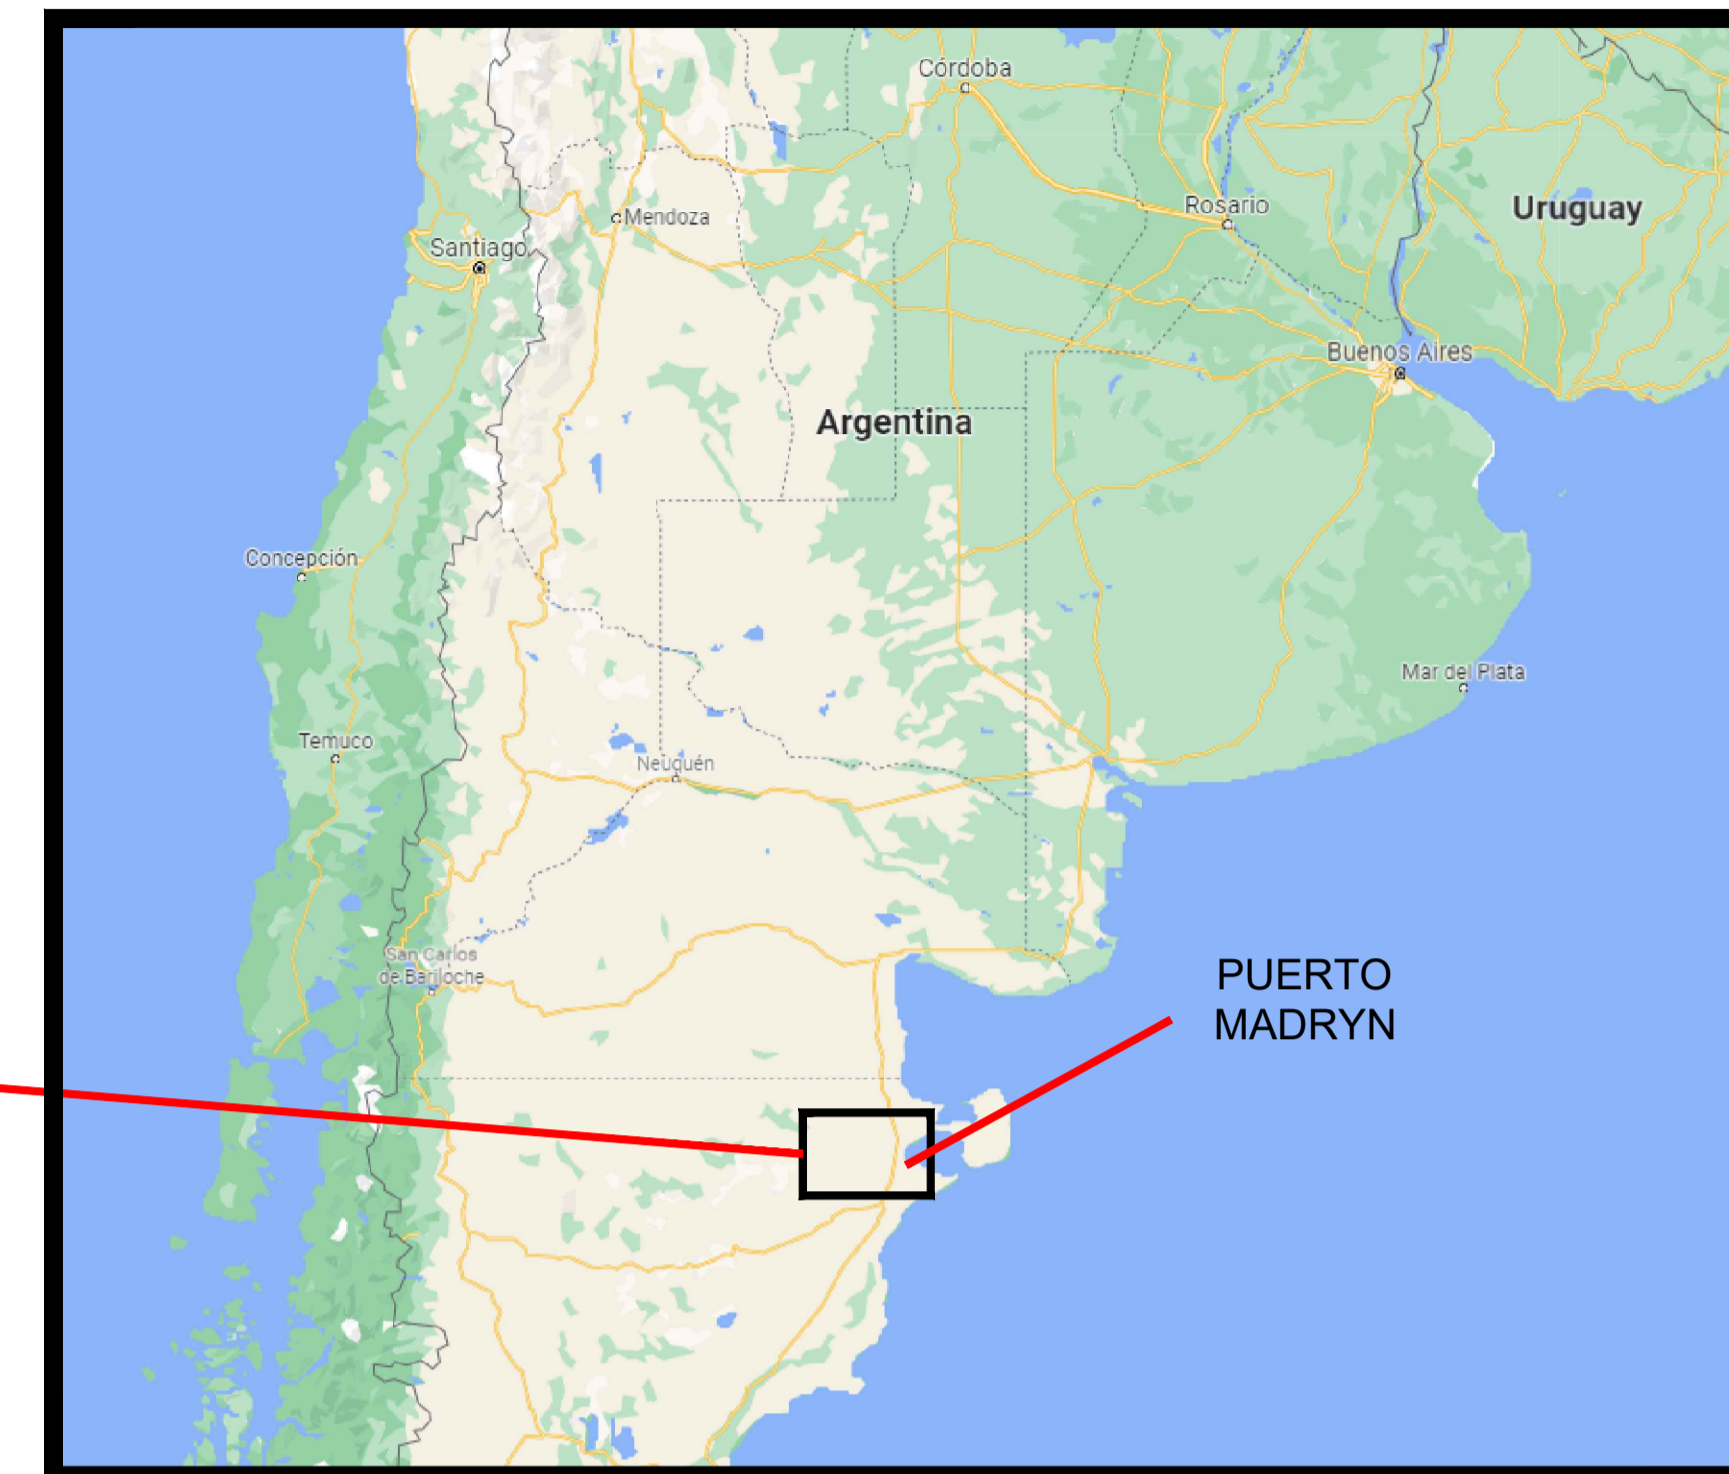 Córdoba
Rosario
Uruguay
Mendoza
Santiago
Buenos Aires
Argentina
Concepción
Mar del Plata
Temuco
Neuquén
San Carlos
de Bariloche
PUERTO
MADRYN